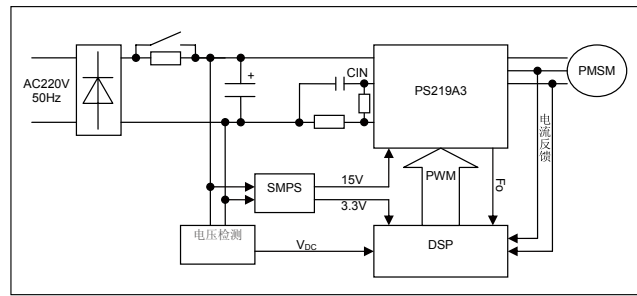 AC220V
50Hz
+
CIN
PS219A3
PMSM
电流反馈
SMPS
15V
3.3V
PWM
Fo
电压检测
VDC
DSP